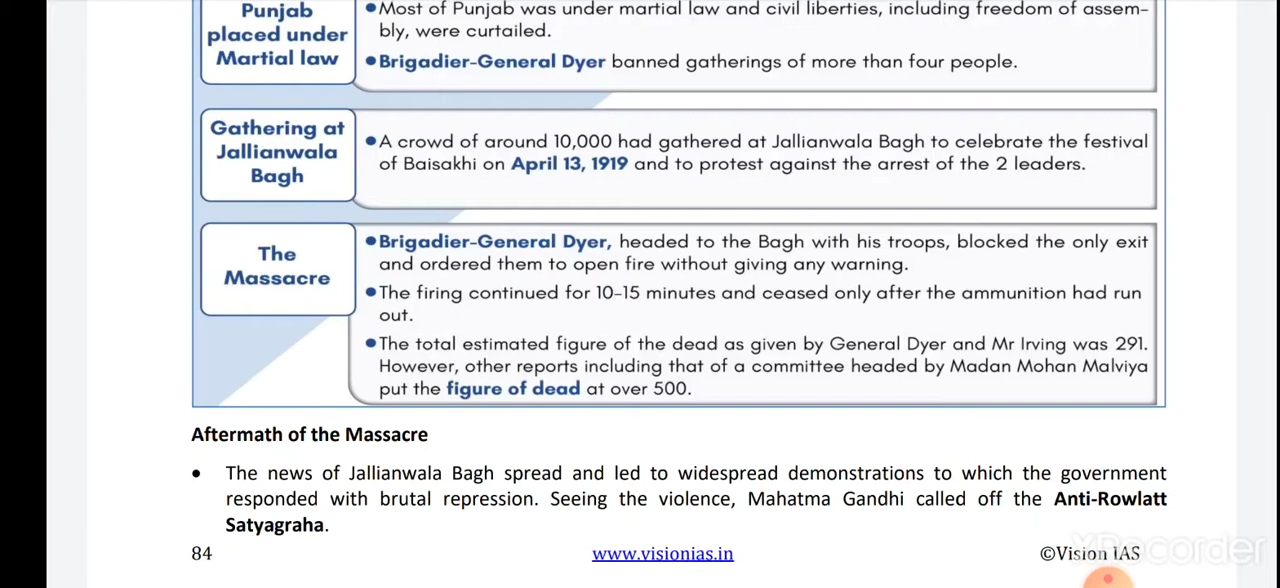 Punjab
placed under
Martial law
•Most of Punjab was under martial law and civil liberties, including freedom of assem-
bly, were curtailed.
•Brigadier-General Dyer banned gatherings of more than four people.
Gathering at
Jallianwala
Bagh
•A crowd of around 10,000 had gathered at Jallianwala Bagh to celebrate the festival
of Baisakhi on April 13, 1919 and to protest against the arrest of the 2 leaders.
The
Massacre
•Brigadier-General Dyer, headed to the Bagh with his troops, blocked the only exit
and ordered them to open fire without giving any warning.
•The firing continued for 10-15 minutes and ceased only after the ammunition had run
out.
•The total estimated figure of the dead as given by General Dyer and Mr Irving was 291.
However, other reports including that of a committee headed by Madan Mohan Malviya
put the figure of dead at over 500.
Aftermath of the Massacre
• The news of Jallianwala Bagh spread and led to widespread demonstrations to which the government
responded with brutal repression. Seeing the violence, Mahatma Gandhi called off the Anti-Rowlatt
Satyagraha.
84 www.visionias.in ©Vision IAS
XRecorder